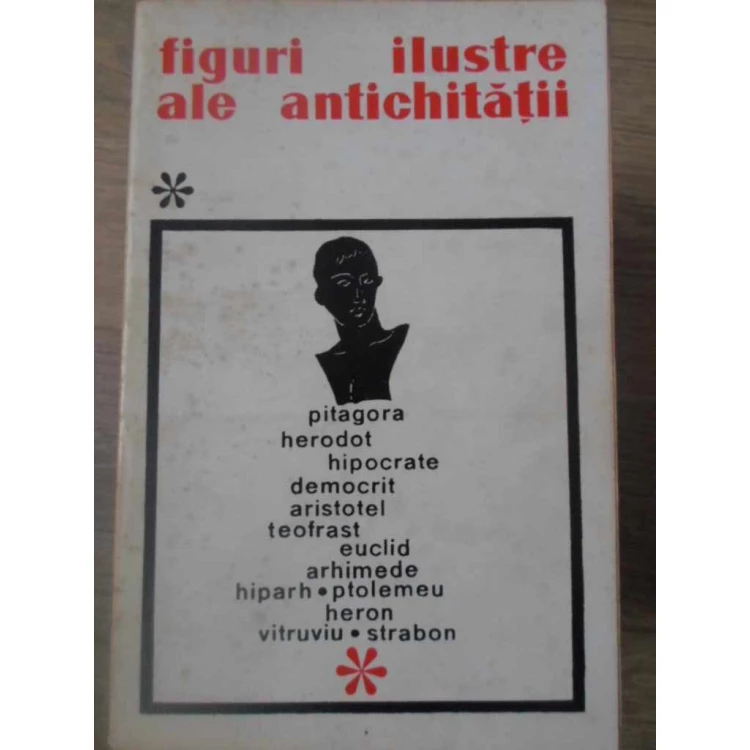 figuri ilustre
ale antichității
pitagora
herodot
hipocrate
democrit
aristotel
teofrast
euclid
arhimede
hiparh • ptolemeu
heron
vitruviu • strabon